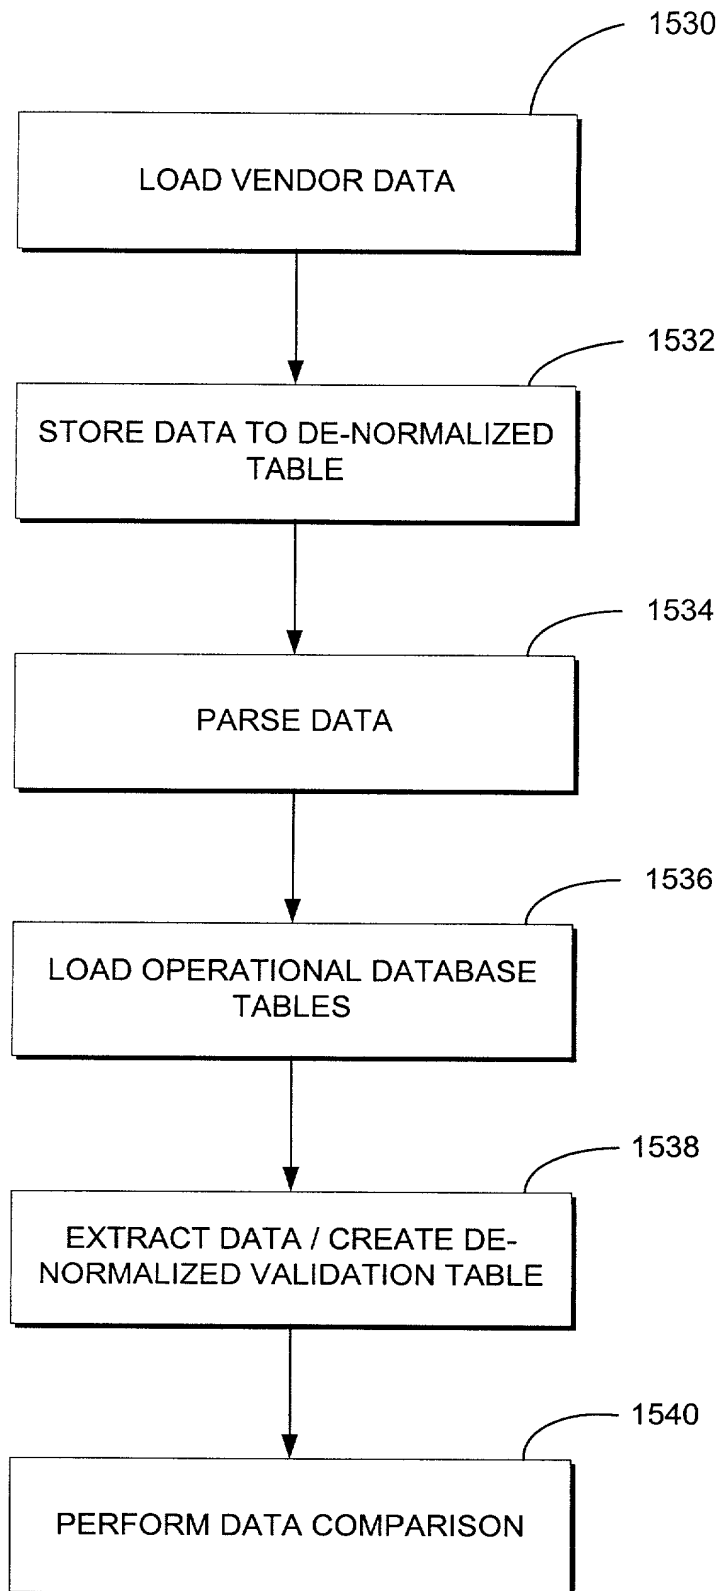 1530
LOAD VENDOR DATA
1532
STORE DATA TO DE-NORMALIZED
TABLE
1534
PARSE DATA
1536
LOAD OPERATIONAL DATABASE
TABLES
1538
EXTRACT DATA / CREATE DE-
NORMALIZED VALIDATION TABLE
1540
PERFORM DATA COMPARISON